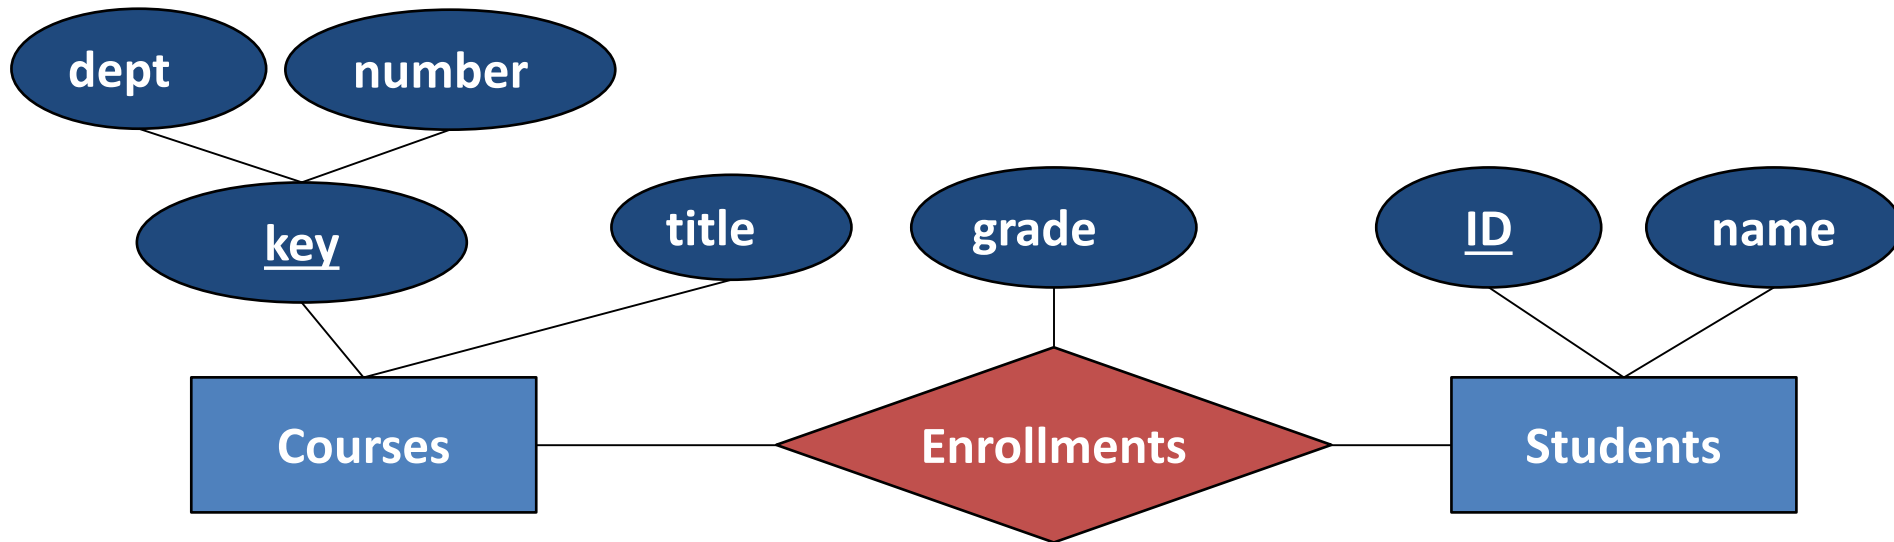 dept
number
key
title
grade
ID
name
Courses
Enrollments
Students